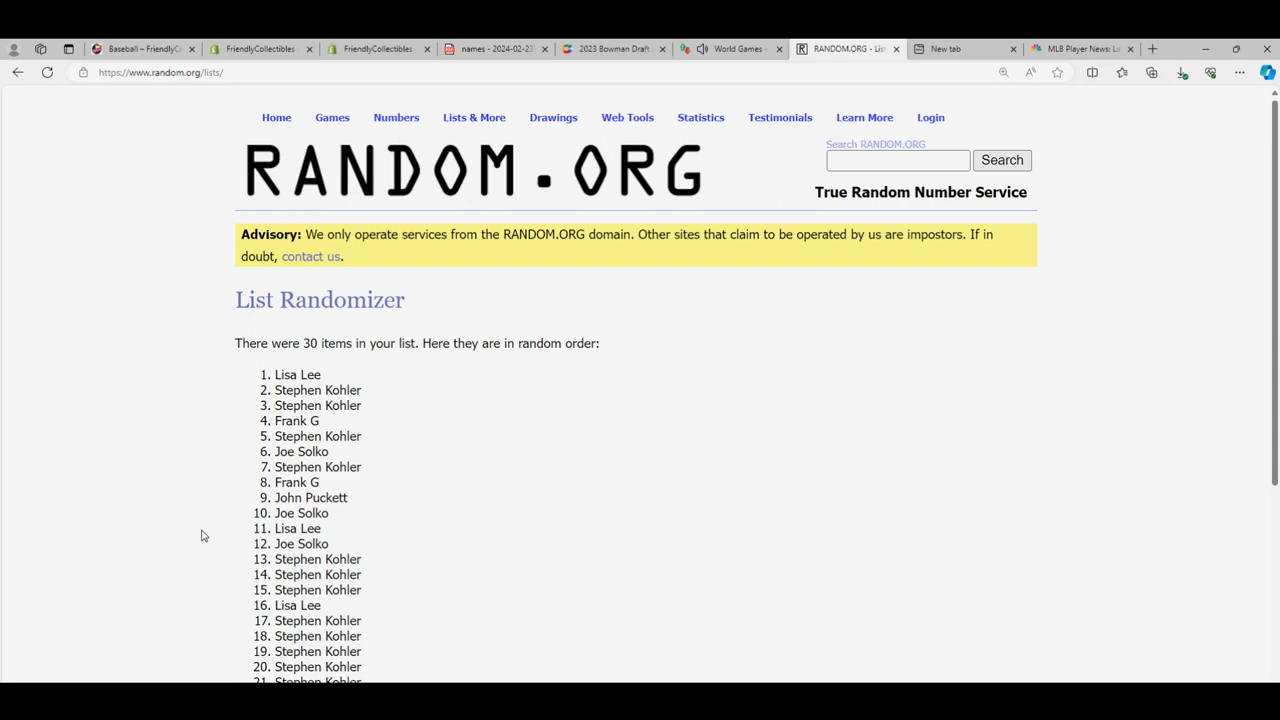 Baseball – FriendlyCo
FriendlyCollectibles
FriendlyCollectibles
names - 2024-02-23
2023 Bowman Draft
World Games -
RANDOM.ORG - Lis
New tab
MLB Player News: La
https://www.random.org/lists/
Home Games Numbers Lists & More Drawings Web Tools Statistics Testimonials Learn More Login
RANDOM.ORG
Search RANDOM.ORG
Search
True Random Number Service
Advisory: We only operate services from the RANDOM.ORG domain. Other sites that claim to be operated by us are impostors. If in
doubt, contact us.
List Randomizer
There were 30 items in your list. Here they are in random order:
1. Lisa Lee
2. Stephen Kohler
3. Stephen Kohler
4. Frank G
5. Stephen Kohler
6. Joe Solko
7. Stephen Kohler
8. Frank G
9. John Puckett
10. Joe Solko
11. Lisa Lee
12. Joe Solko
13. Stephen Kohler
14. Stephen Kohler
15. Stephen Kohler
16. Lisa Lee
17. Stephen Kohler
18. Stephen Kohler
19. Stephen Kohler
20. Stephen Kohler
21. Stephen Kohler